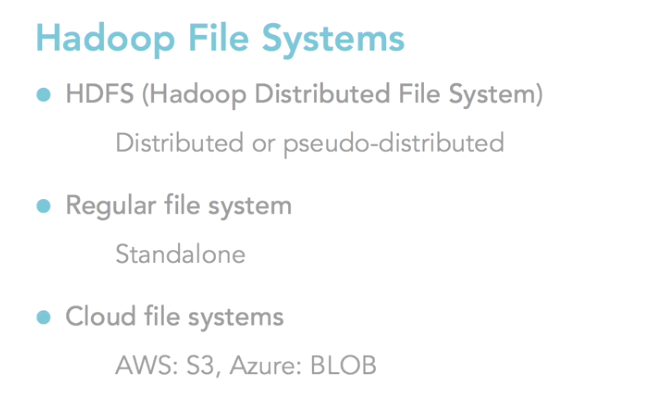 Hadoop File Systems
• HDFS (Hadoop Distributed File System)
Distributed or pseudo-distributed
• Regular file system
Standalone
• Cloud file systems
AWS: S3, Azure: BLOB